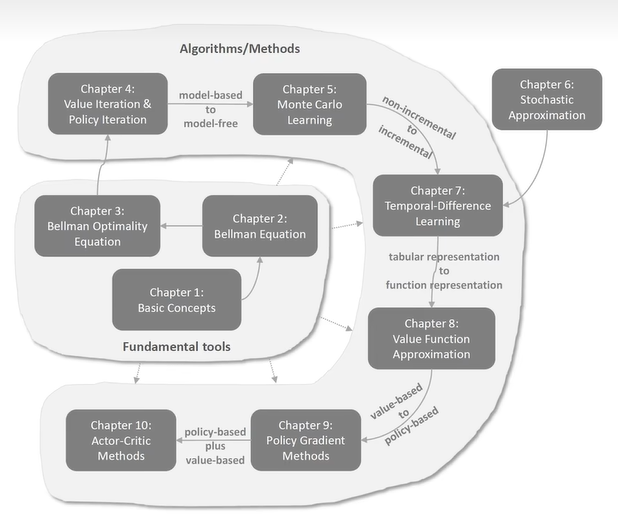 Algorithms/Methods
Chapter 4:
Value Iteration &
Policy Iteration
model-based
to
model-free
Chapter 5:
Monte Carlo
Learning
non-incremental
to
incremental
Chapter 6:
Stochastic
Approximation
Chapter 7:
Temporal-Difference
Learning
Chapter 3:
Bellman Optimality
Equation
Chapter 2:
Bellman Equation
Chapter 1:
Basic Concepts
Fundamental tools
tabular representation
to
function representation
Chapter 8:
Value Function
Approximation
value-based
to
policy-based
Chapter 9:
Policy Gradient
Methods
policy-based
plus
value-based
Chapter 10:
Actor-Critic
Methods